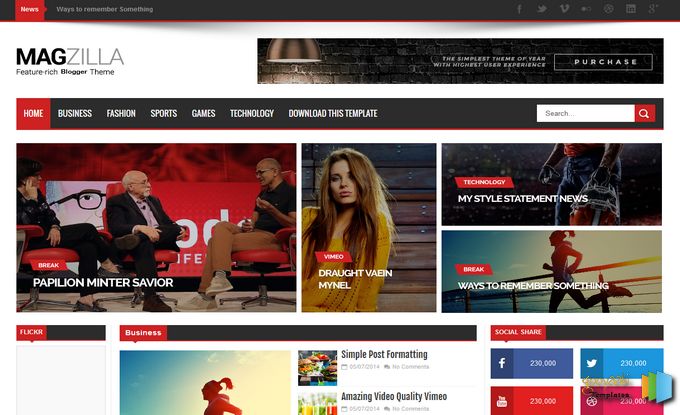 News
Ways to remember Something
MAGZILLA
Feature-rich Blogger Theme
THE SIMPLEST THEME OF YEAR
WITH HIGHEST USER EXPERIENCE
PURCHASE
HOME
BUSINESS
FASHION
SPORTS
GAMES
TECHNOLOGY
DOWNLOAD THIS TEMPLATE
Search...
BREAK
PAPILION MINTER SAVIOR
VIMEO
DRAUGHT VAEIN
MYNEL
TECHNOLOGY
MY STYLE STATEMENT NEWS
BREAK
WAYS TO REMEMBER SOMETHING
FLICKR
Business
Simple Post Formatting
05/07/2014
No Comments
Amazing Video Quality Vimeo
05/07/2014
No Comments
SOCIAL SHARE
230,000
230,000
230,000
230,000
Templates